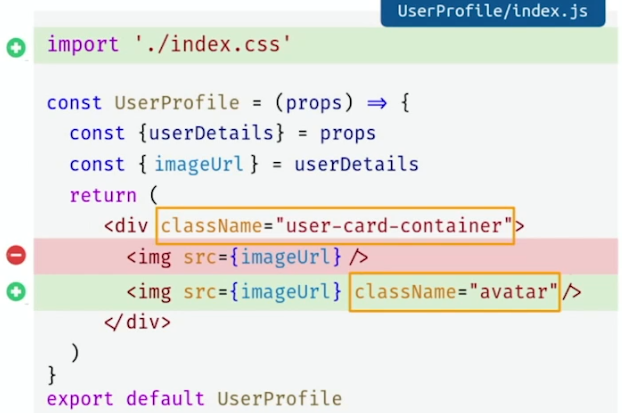 UserProfile/index.js
import './index.css'
const UserProfile = (props) => {
const {userDetails} = props
const { imageUrl } = userDetails
return (
<div className="user-card-container">
<img src={imageUrl} />
<img src={imageUrl} className="avatar" />
</div>
)
}
export default UserProfile